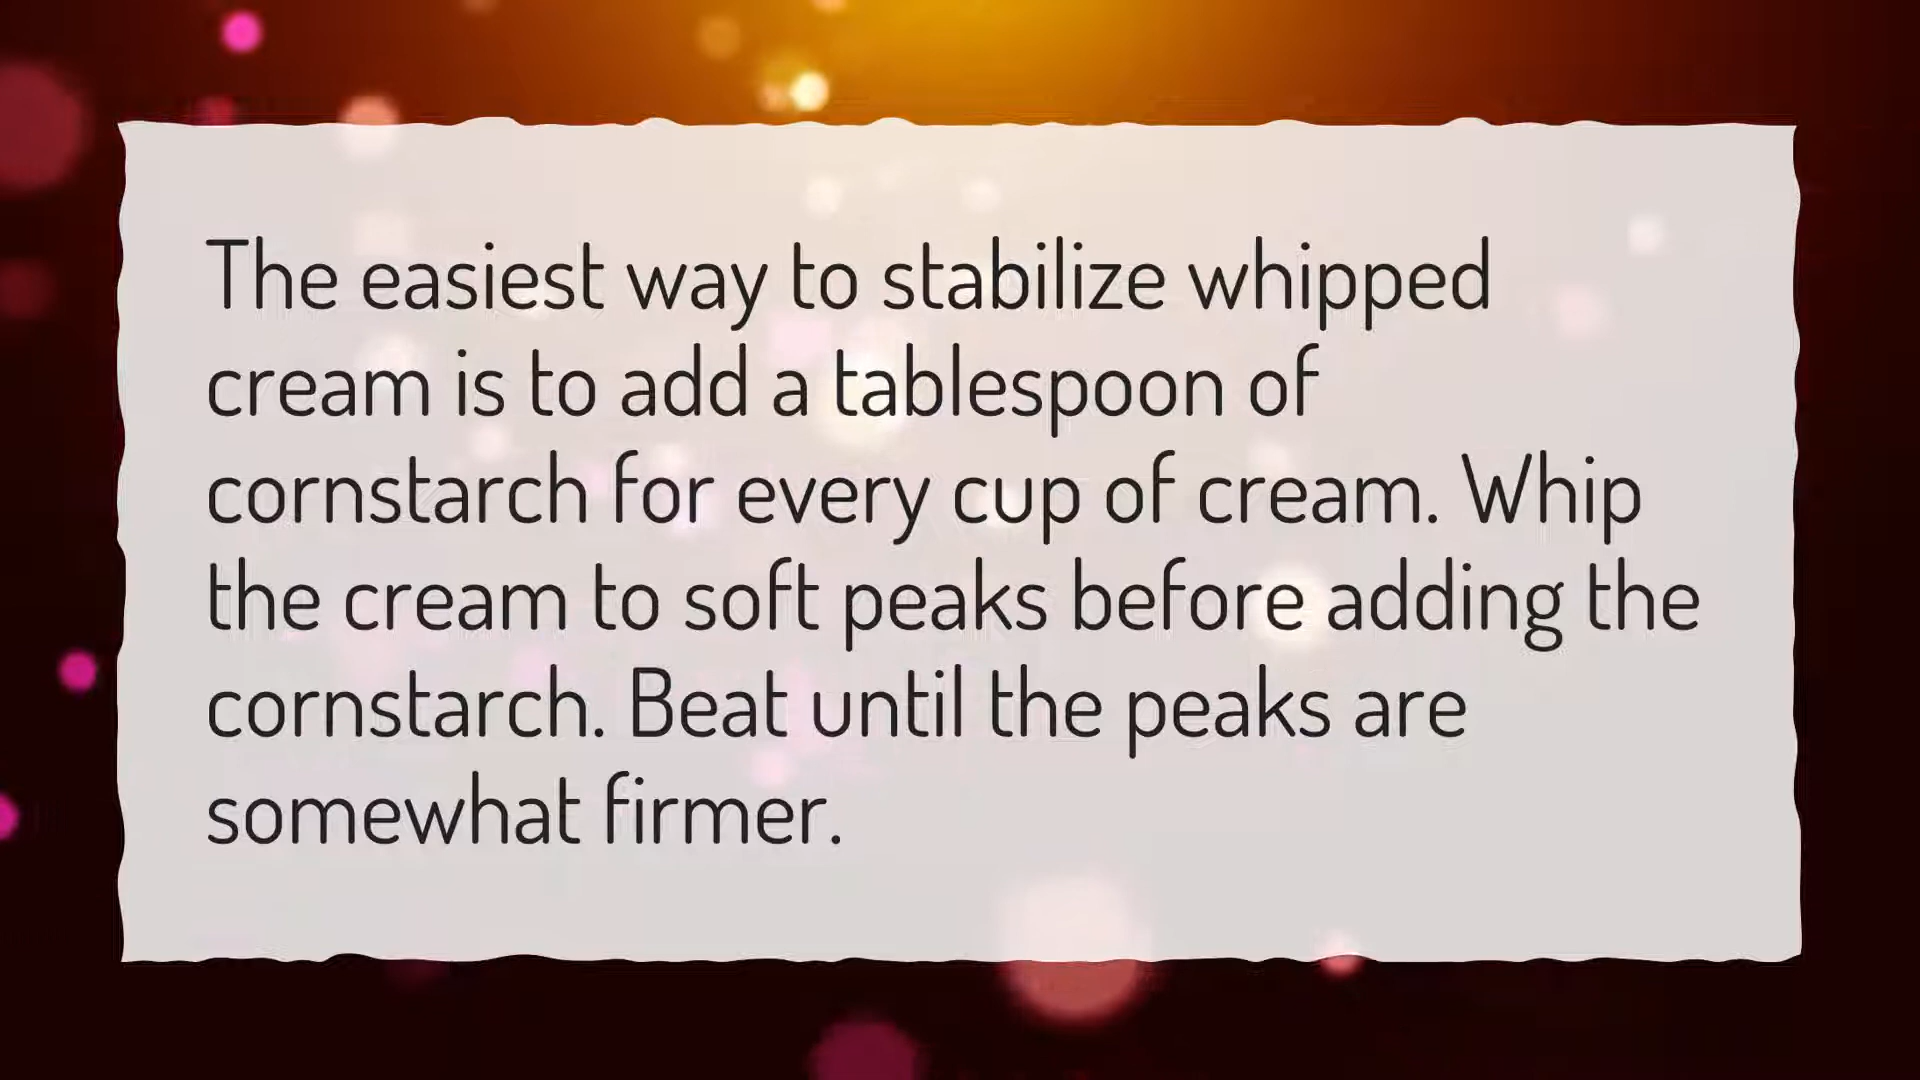 The easiest way to stabilize whipped
cream is to add a tablespoon of
cornstarch for every cup of cream. Whip
the cream to soft peaks before adding the
cornstarch. Beat until the peaks are
somewhat firmer.